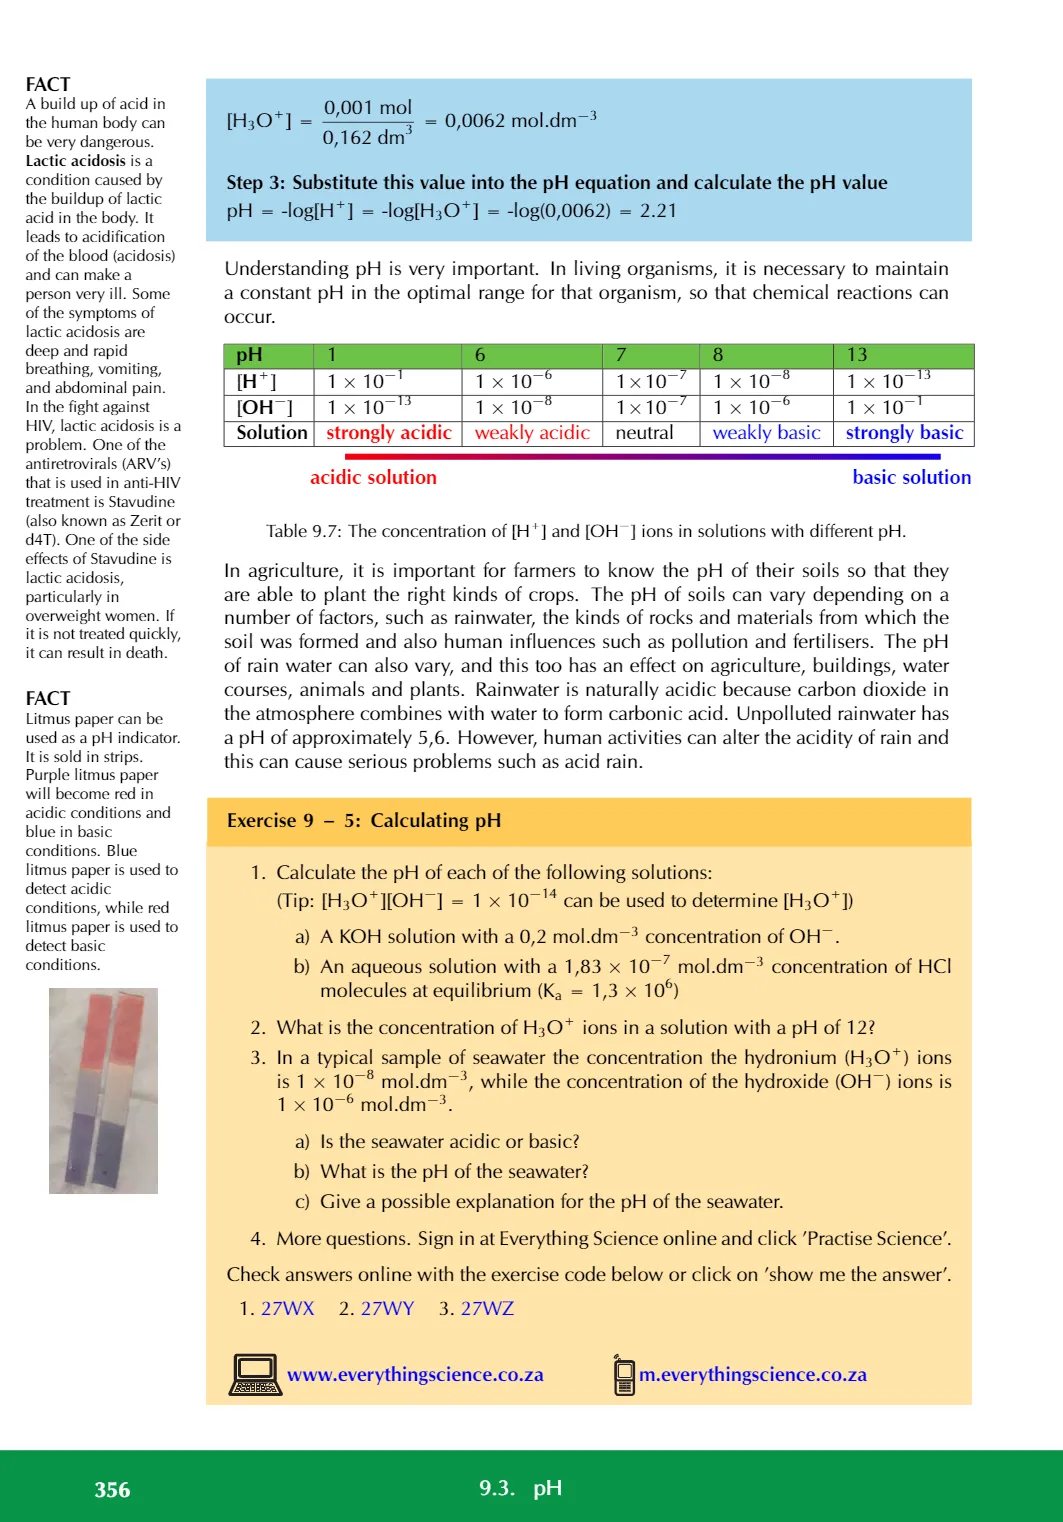 FACT
A build up of acid in
the human body can
be very dangerous.
Lactic acidosis is a
condition caused by
the buildup of lactic
acid in the body. It
leads to acidification
of the blood (acidosis)
and can make a
person very ill. Some
of the symptoms of
lactic acidosis are
deep and rapid
breathing, vomiting,
and abdominal pain.
In the fight against
HIV, lactic acidosis is a
problem. One of the
antiretrovirals (ARV's)
that is used in anti-HIV
treatment is Stavudine
(also known as Zerit or
d4T). One of the side
effects of Stavudine is
lactic acidosis,
particularly in
overweight women. If
it is not treated quickly,
it can result in death.
FACT
Litmus paper can be
used as a pH indicator.
It is sold in strips.
Purple litmus paper
will become red in
acidic conditions and
blue in basic
conditions. Blue
litmus paper is used to
detect acidic
conditions, while red
litmus paper is used to
detect basic
conditions.
[H₃O⁺] = 0,001 mol / 0,162 dm³ = 0,0062 mol.dm⁻³
Step 3: Substitute this value into the pH equation and calculate the pH value
pH = -log[H⁺] = -log[H₃O⁺] = -log(0,0062) = 2.21
Understanding pH is very important. In living organisms, it is necessary to maintain
a constant pH in the optimal range for that organism, so that chemical reactions can
occur.
pH 1 6 7 8 13
[H⁺] 1 × 10⁻¹ 1 × 10⁻⁶ 1×10⁻⁷ 1 × 10⁻⁸ 1 × 10⁻¹³
[OH⁻] 1 × 10⁻¹³ 1 × 10⁻⁸ 1×10⁻⁷ 1 × 10⁻⁶ 1 × 10⁻¹
Solution strongly acidic weakly acidic neutral weakly basic strongly basic
acidic solution basic solution
Table 9.7: The concentration of [H⁺] and [OH⁻] ions in solutions with different pH.
In agriculture, it is important for farmers to know the pH of their soils so that they
are able to plant the right kinds of crops. The pH of soils can vary depending on a
number of factors, such as rainwater, the kinds of rocks and materials from which the
soil was formed and also human influences such as pollution and fertilisers. The pH
of rain water can also vary, and this too has an effect on agriculture, buildings, water
courses, animals and plants. Rainwater is naturally acidic because carbon dioxide in
the atmosphere combines with water to form carbonic acid. Unpolluted rainwater has
a pH of approximately 5,6. However, human activities can alter the acidity of rain and
this can cause serious problems such as acid rain.
Exercise 9 – 5: Calculating pH
1. Calculate the pH of each of the following solutions:
(Tip: [H₃O⁺][OH⁻] = 1 × 10⁻¹⁴ can be used to determine [H₃O⁺])
a) A KOH solution with a 0,2 mol.dm⁻³ concentration of OH⁻.
b) An aqueous solution with a 1,83 × 10⁻⁷ mol.dm⁻³ concentration of HCl
molecules at equilibrium (Kₐ = 1,3 × 10⁶)
2. What is the concentration of H₃O⁺ ions in a solution with a pH of 12?
3. In a typical sample of seawater the concentration the hydronium (H₃O⁺) ions
is 1 × 10⁻⁸ mol.dm⁻³, while the concentration of the hydroxide (OH⁻) ions is
1 × 10⁻⁶ mol.dm⁻³.
a) Is the seawater acidic or basic?
b) What is the pH of the seawater?
c) Give a possible explanation for the pH of the seawater.
4. More questions. Sign in at Everything Science online and click 'Practise Science'.
Check answers online with the exercise code below or click on 'show me the answer'.
1. 27WX 2. 27WY 3. 27WZ
www.everythingscience.co.za m.everythingscience.co.za
356 9.3. pH